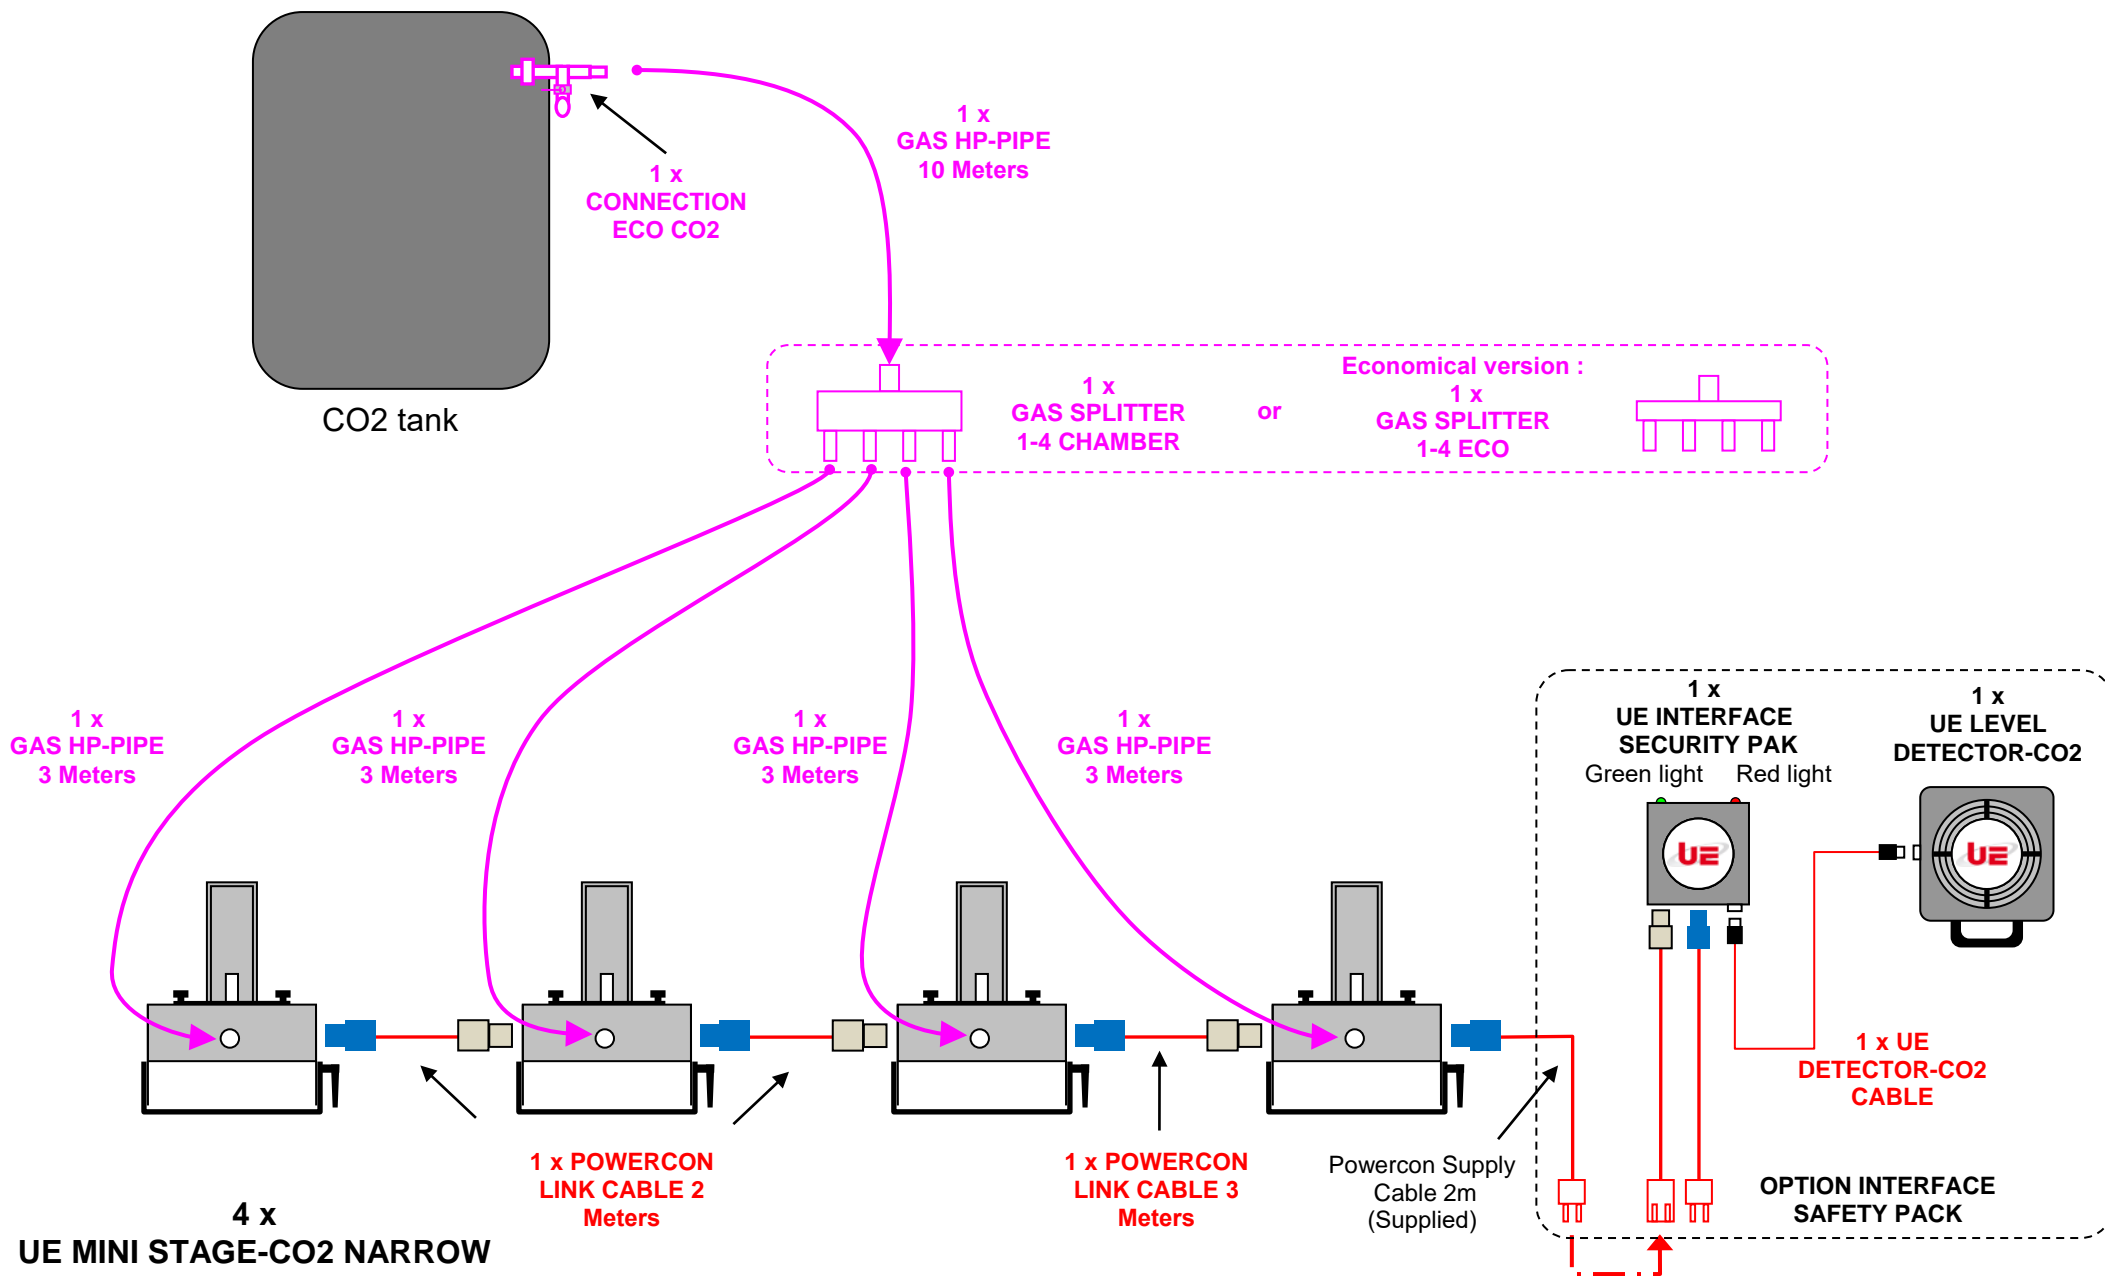 1 x
GAS HP-PIPE
10 Meters
1 x
CONNECTION
ECO CO2
CO2 tank
1 x
GAS SPLITTER
1-4 CHAMBER
or
Economical version :
1 x
GAS SPLITTER
1-4 ECO
1 x
GAS HP-PIPE
3 Meters
1 x
GAS HP-PIPE
3 Meters
1 x
GAS HP-PIPE
3 Meters
1 x
GAS HP-PIPE
3 Meters
1 x
UE INTERFACE
SECURITY PAK
Green light
Red light
1 x
UE LEVEL
DETECTOR-CO2
UE
UE
1 x UE
DETECTOR-CO2
CABLE
1 x POWERCON
LINK CABLE 2
Meters
1 x POWERCON
LINK CABLE 3
Meters
Powercon Supply
Cable 2m
(Supplied)
OPTION INTERFACE
SAFETY PACK
4 x
UE MINI STAGE-CO2 NARROW